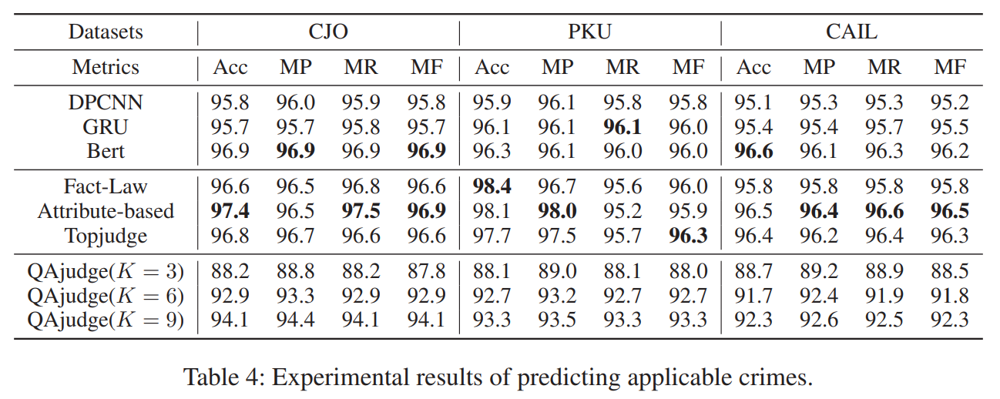 Datasets CJO PKU CAIL
Metrics Acc MP MR MF Acc MP MR MF Acc MP MR MF
DPCNN 95.8 96.0 95.9 95.8 95.9 96.1 95.8 95.8 95.1 95.3 95.3 95.2
GRU 95.7 95.7 95.8 95.7 96.1 96.1 96.1 96.0 95.4 95.4 95.7 95.5
Bert 96.9 96.9 96.9 96.9 96.3 96.1 96.0 96.0 96.6 96.1 96.3 96.2
Fact-Law 96.6 96.5 96.8 96.6 98.4 96.7 95.6 96.0 95.8 95.8 95.8 95.8
Attribute-based 97.4 96.5 97.5 96.9 98.1 98.0 95.2 95.9 96.5 96.4 96.6 96.5
Topjudge 96.8 96.7 96.6 96.6 97.7 97.5 95.7 96.3 96.4 96.2 96.4 96.3
QAjudge(K = 3) 88.2 88.8 88.2 87.8 88.1 89.0 88.1 88.0 88.7 89.2 88.9 88.5
QAjudge(K = 6) 92.9 93.3 92.9 92.9 92.7 93.2 92.7 92.7 91.7 92.4 91.9 91.8
QAjudge(K = 9) 94.1 94.4 94.1 94.1 93.3 93.5 93.3 93.3 92.3 92.6 92.5 92.3
Table 4: Experimental results of predicting applicable crimes.